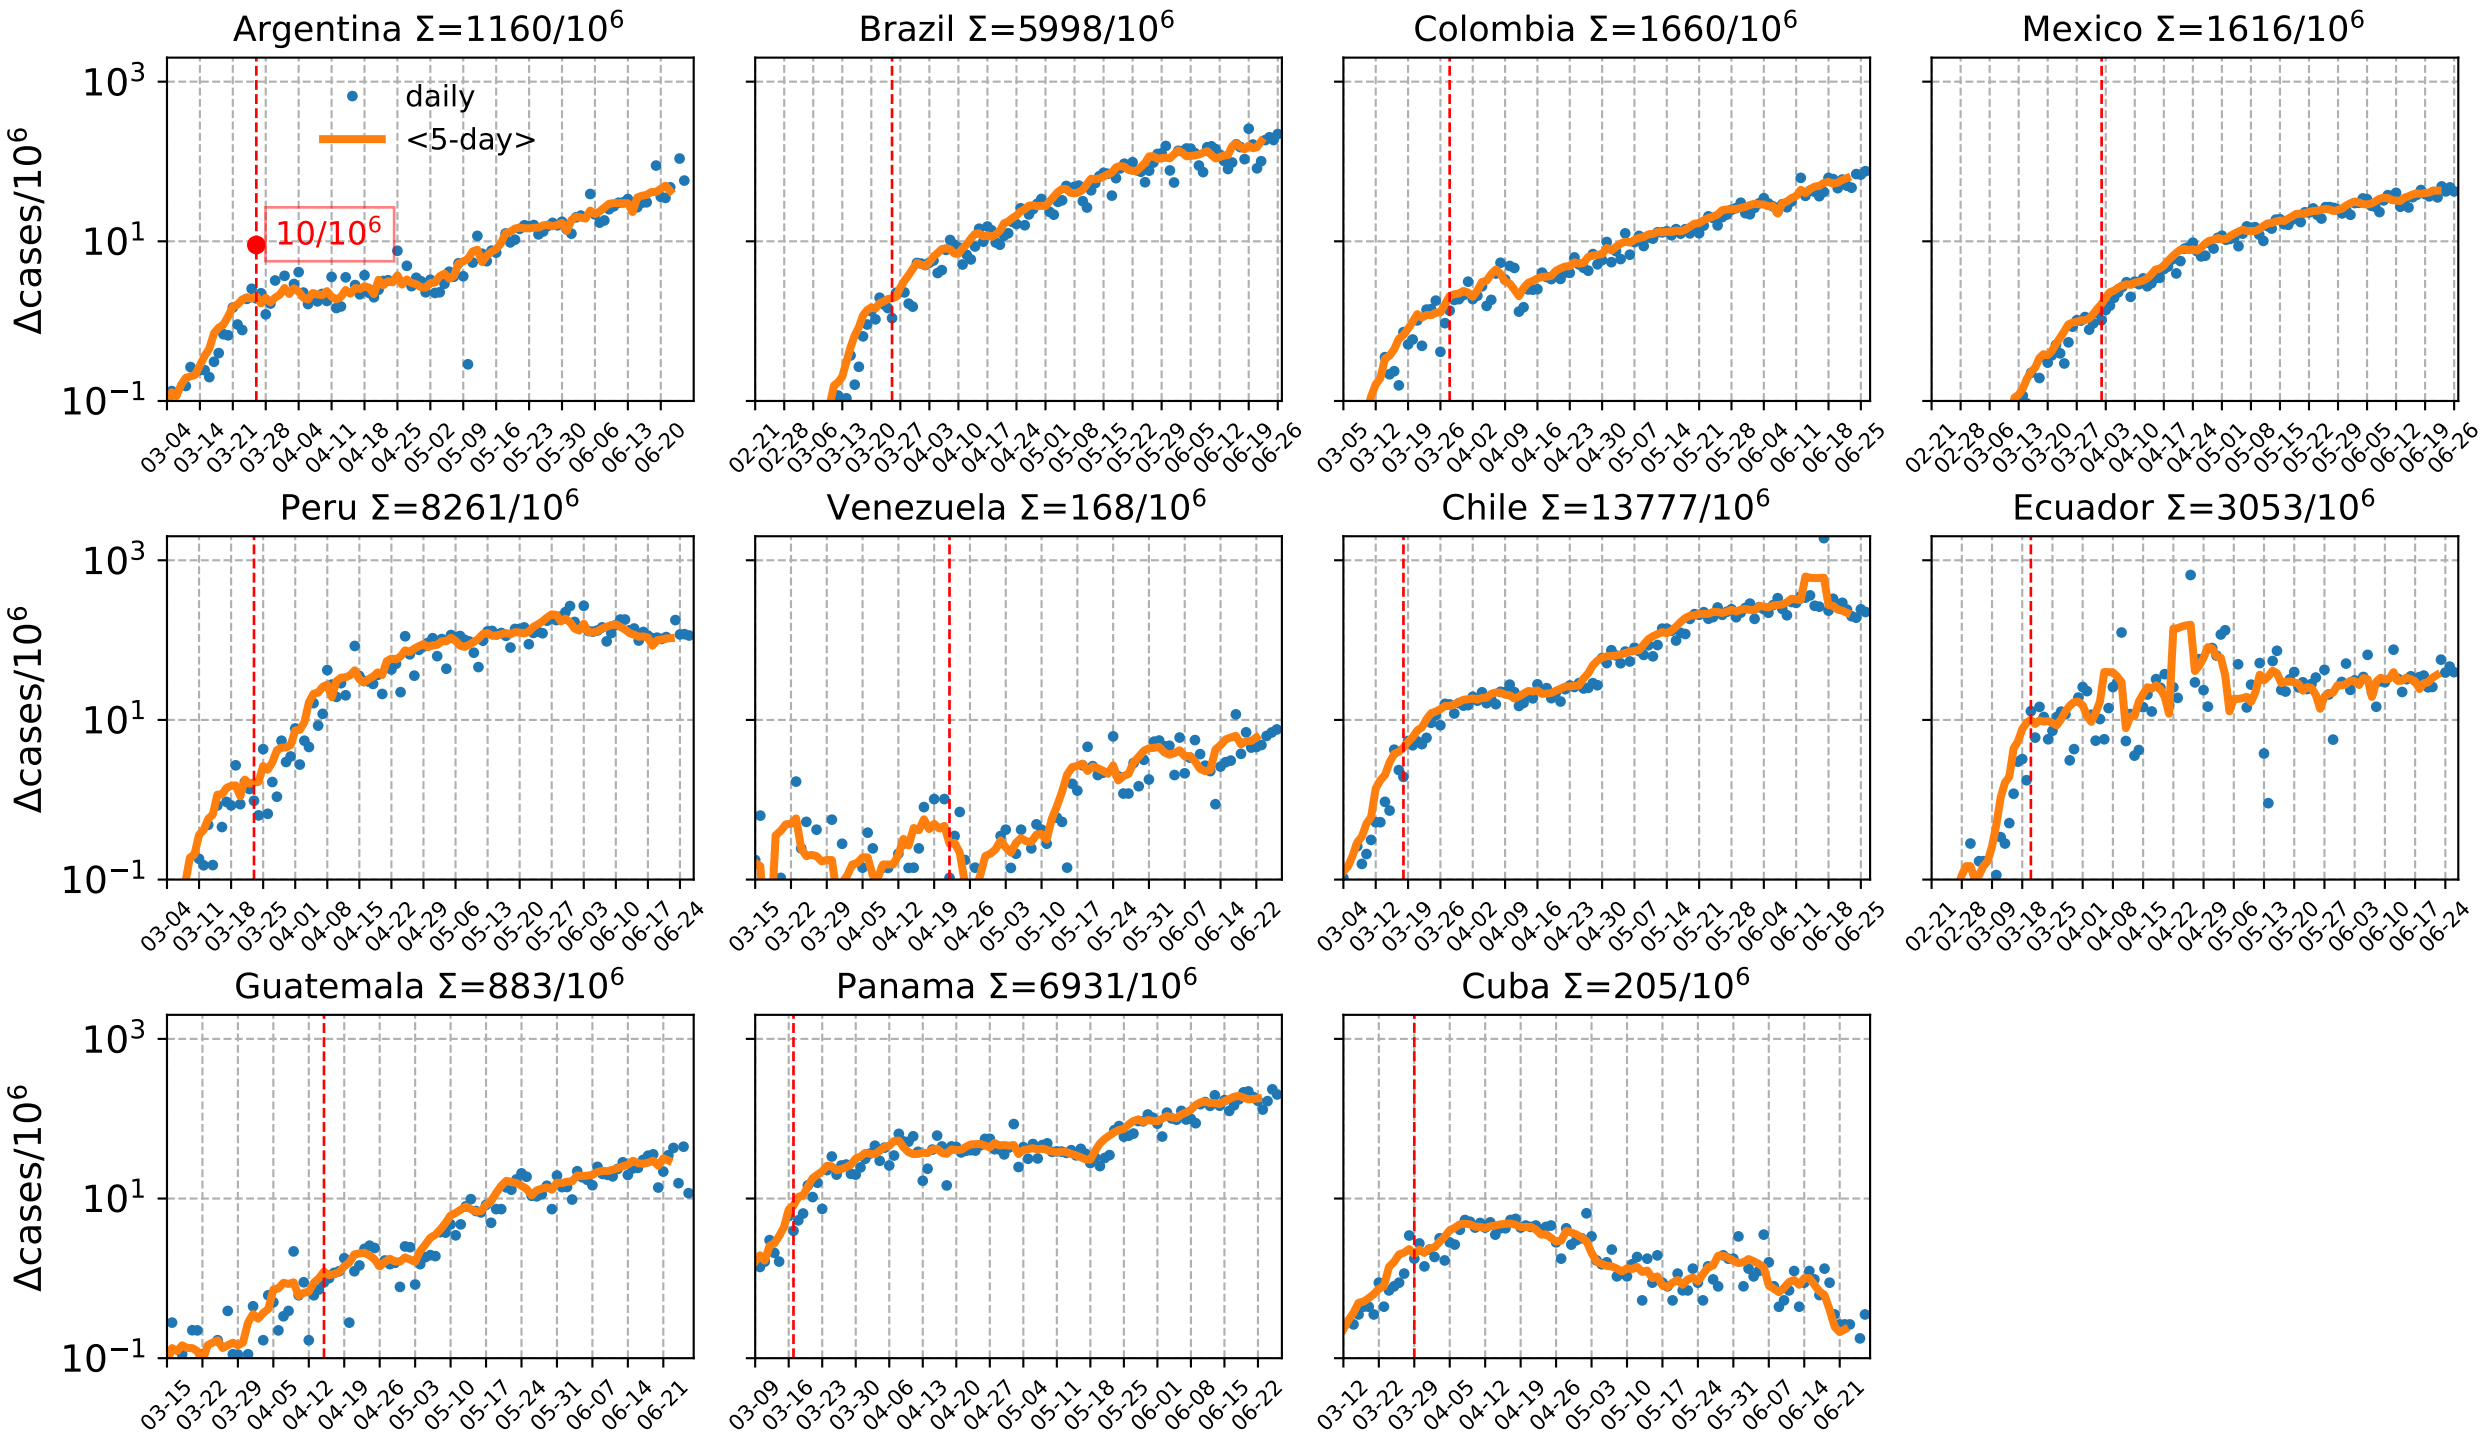 Argentina Σ=1160/10⁶
Brazil Σ=5998/10⁶
Colombia Σ=1660/10⁶
Mexico Σ=1616/10⁶
Δcases/10⁶
10³
10¹
10⁻¹
daily
<5-day>
10/10⁶
03-04 03-14 03-21 03-28 04-04 04-11 04-18 04-25 05-02 05-09 05-16 05-23 05-30 06-06 06-13 06-20
02-21 02-28 03-06 03-13 03-20 03-27 04-03 04-10 04-17 04-24 05-01 05-08 05-15 05-22 05-29 06-05 06-12 06-19 06-26
03-05 03-12 03-19 03-26 04-02 04-09 04-16 04-23 04-30 05-07 05-14 05-21 05-28 06-04 06-11 06-18 06-25
02-21 02-28 03-06 03-13 03-20 03-27 04-03 04-10 04-17 04-24 05-01 05-08 05-15 05-22 05-29 06-05 06-12 06-19 06-26
Peru Σ=8261/10⁶
Venezuela Σ=168/10⁶
Chile Σ=13777/10⁶
Ecuador Σ=3053/10⁶
Δcases/10⁶
10³
10¹
10⁻¹
03-04 03-11 03-18 03-25 04-01 04-08 04-15 04-22 04-29 05-06 05-13 05-20 05-27 06-03 06-10 06-17 06-24
03-15 03-22 03-29 04-05 04-12 04-19 04-26 05-03 05-10 05-17 05-24 05-31 06-07 06-14 06-22
03-04 03-12 03-19 03-26 04-02 04-09 04-16 04-23 04-30 05-07 05-14 05-21 05-28 06-04 06-11 06-18 06-25
02-21 02-28 03-09 03-18 03-25 04-01 04-08 04-15 04-22 04-29 05-06 05-13 05-20 05-27 06-03 06-10 06-17 06-24
Guatemala Σ=883/10⁶
Panama Σ=6931/10⁶
Cuba Σ=205/10⁶
Δcases/10⁶
10³
10¹
10⁻¹
03-15 03-22 03-29 04-05 04-12 04-19 04-26 05-03 05-10 05-17 05-24 05-31 06-07 06-14 06-21
03-09 03-16 03-23 03-30 04-06 04-13 04-20 04-27 05-04 05-11 05-18 05-25 06-01 06-08 06-15 06-22
03-12 03-22 03-29 04-05 04-12 04-19 04-26 05-03 05-10 05-17 05-24 05-31 06-07 06-14 06-21